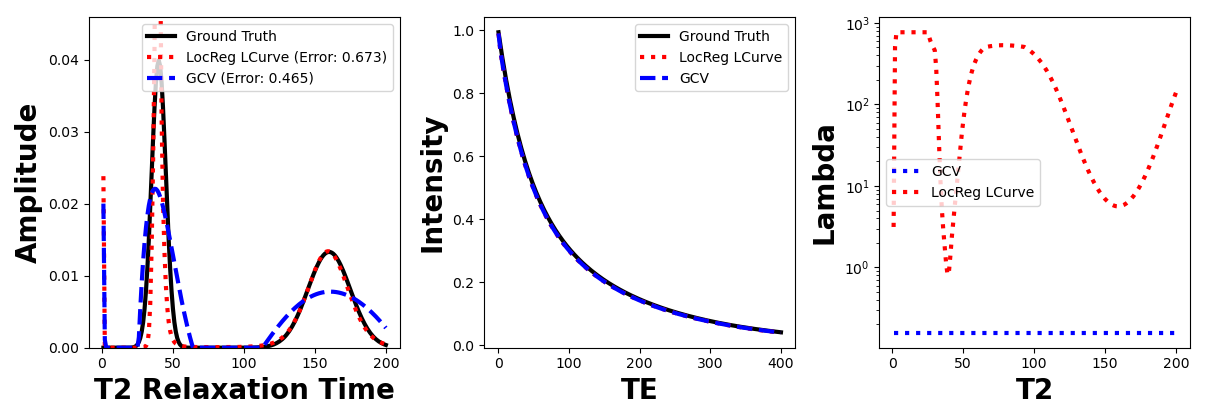 Amplitude
0.04
0.03
0.02
0.01
0.00
0 50 100 150 200
T2 Relaxation Time
Ground Truth
LocReg LCurve (Error: 0.673)
GCV (Error: 0.465)
Intensity
1.0
0.8
0.6
0.4
0.2
0.0
0 100 200 300 400
TE
Ground Truth
LocReg LCurve
GCV
Lambda
10³
10²
10¹
10⁰
0 50 100 150 200
T2
GCV
LocReg LCurve